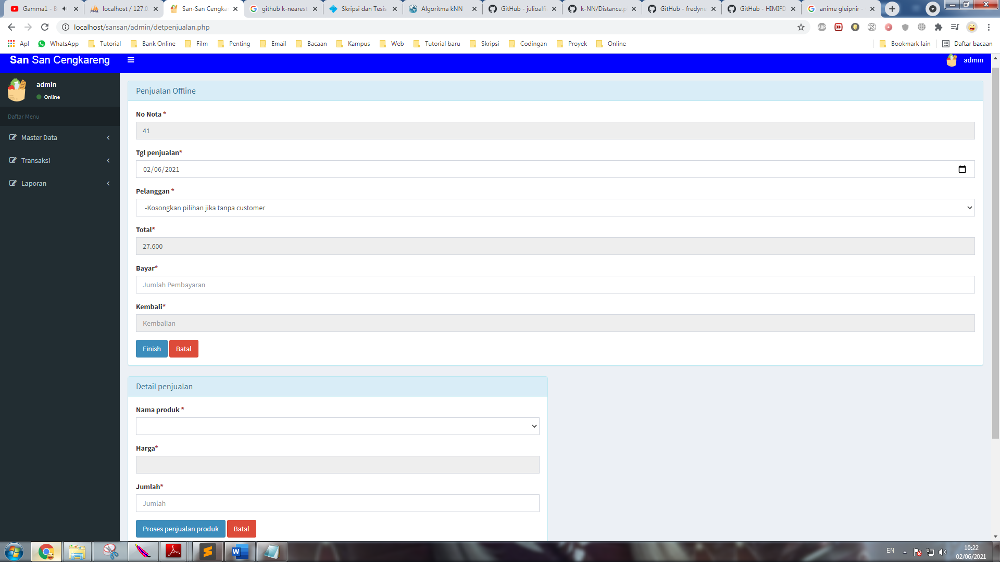 Gamma1 - B
localhost / 127.0
San-San Cengka
github k-nearest
Skripsi dan Tesis
Algoritma kNN
GitHub - julioalfi
k-NN/Distance.p
GitHub - fredyne
GitHub - HIMIFD
anime gleipnir -
localhost/sansan/admin/detpenjualan.php
Apl
WhatsApp
Tutorial
Bank Online
Film
Penting
Email
Bacaan
Kampus
Web
Tutorial baru
Skripsi
Codingan
Proyek
Online
Bookmark lain
Daftar bacaan
San San Cengkareng
admin
admin
Online
Daftar Menu
Master Data
Transaksi
Laporan
Penjualan Offline
No Nota *
41
Tgl penjualan*
02/06/2021
Pelanggan *
-Kosongkan pilihan jika tanpa customer
Total*
27.600
Bayar*
Jumlah Pembayaran
Kembali*
Kembalian
Finish
Batal
Detail penjualan
Nama produk *
Harga*
Jumlah*
Jumlah
Proses penjualan produk
Batal
EN
10:22
02/06/2021